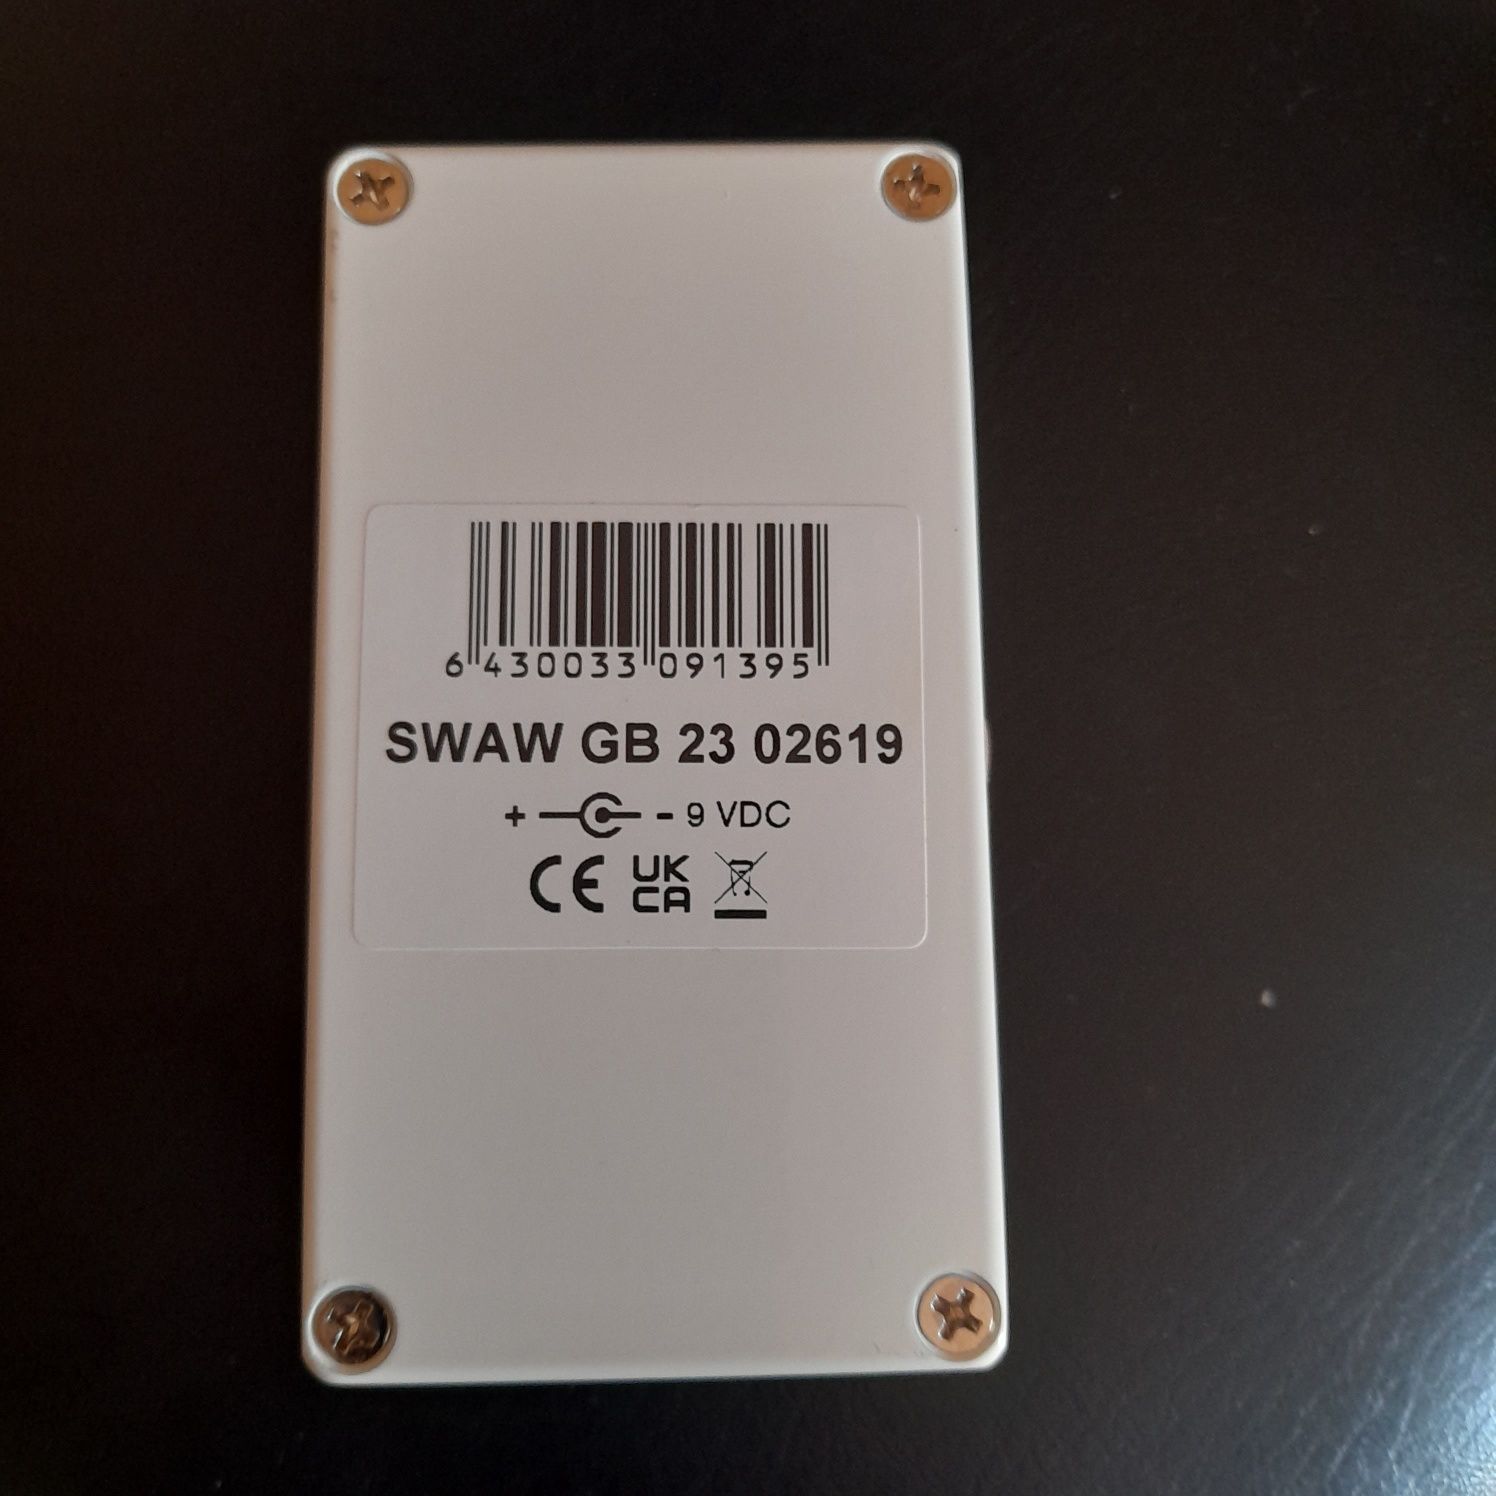 6 430033 091395
SWAW GB 23 02619
+ - 9 VDC
CE UK CA